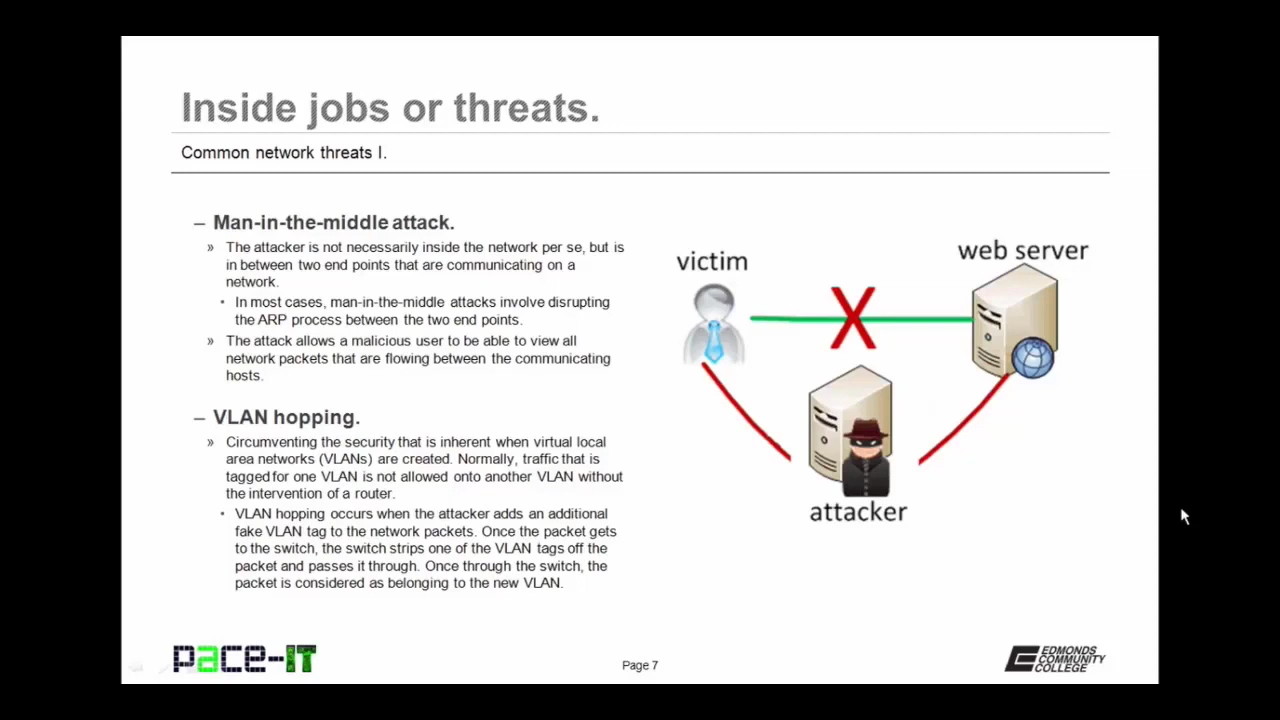 Inside jobs or threats.
Common network threats I.
– Man-in-the-middle attack.
» The attacker is not necessarily inside the network per se, but is
in between two end points that are communicating on a
network.
• In most cases, man-in-the-middle attacks involve disrupting
the ARP process between the two end points.
» The attack allows a malicious user to be able to view all
network packets that are flowing between the communicating
hosts.
– VLAN hopping.
» Circumventing the security that is inherent when virtual local
area networks (VLANs) are created. Normally, traffic that is
tagged for one VLAN is not allowed onto another VLAN without
the intervention of a router.
• VLAN hopping occurs when the attacker adds an additional
fake VLAN tag to the network packets. Once the packet gets
to the switch, the switch strips one of the VLAN tags off the
packet and passes it through. Once through the switch, the
packet is considered as belonging to the new VLAN.
victim
web server
X
attacker
pace-IT
Page 7
EDMONDS
COMMUNITY
COLLEGE